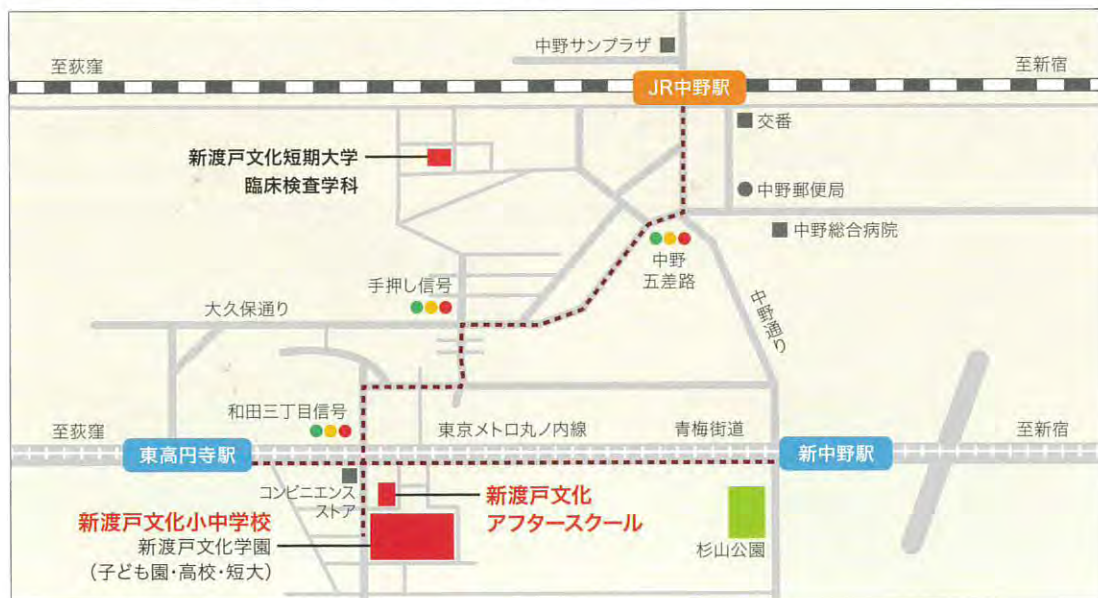 中野サンプラザ
至荻窪
至新宿
JR中野駅
交番
新渡戸文化短期大学
臨床検査学科
中野郵便局
中野総合病院
中野
五差路
手押し信号
大久保通り
中野通り
和田三丁目信号
至荻窪
東京メトロ丸ノ内線
青梅街道
至新宿
東高円寺駅
新中野駅
コンビニエンス
ストア
新渡戸文化
アフタースクール
新渡戸文化小中学校
新渡戸文化学園
（子ども園・高校・短大）
杉山公園